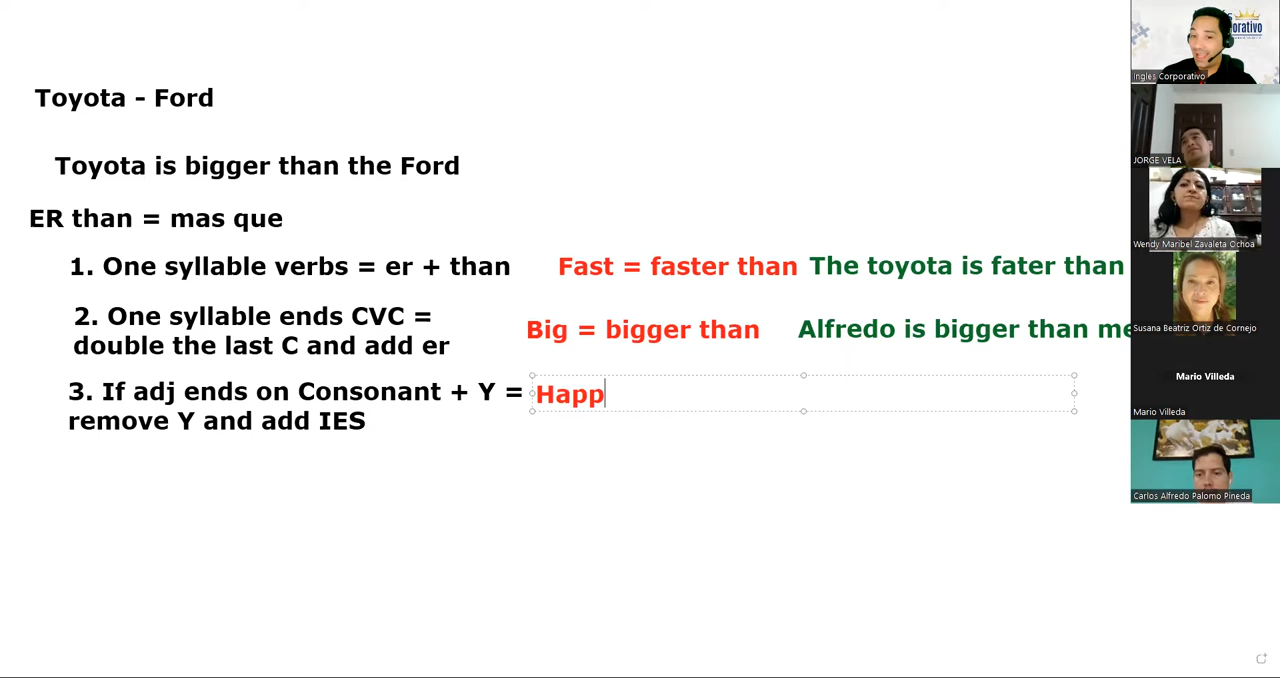 Toyota - Ford
Toyota is bigger than the Ford
ER than = mas que
1. One syllable verbs = er + than
Fast = faster than
The toyota is fater than
2. One syllable ends CVC =
double the last C and add er
Big = bigger than
Alfredo is bigger than me
3. If adj ends on Consonant + Y =
remove Y and add IES
Happ
orativo
Ingles Corporativo
JORGE VELA
Wendy Maribel Zavaleta Ochoa
Susana Beatriz Ortiz de Cornejo
Mario Villeda
Mario Villeda
Carlos Alfredo Palomo Pineda